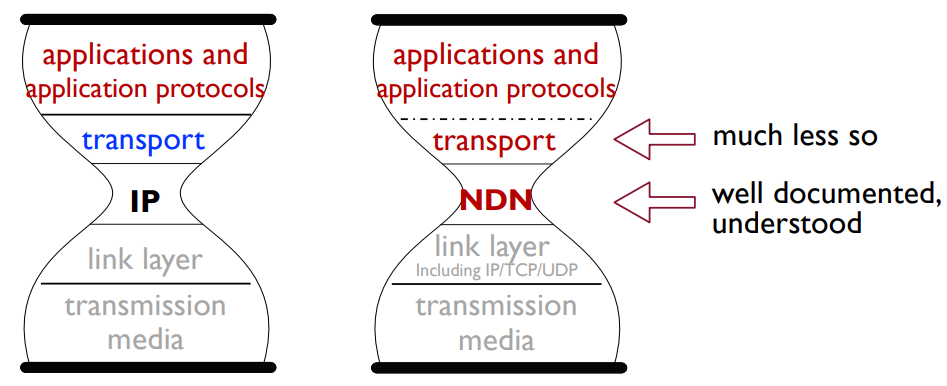 applications and
application protocols
transport
IP
link layer
transmission
media
applications and
application protocols
transport
NDN
link layer
Including IP/TCP/UDP
transmission
media
much less so
well documented,
understood